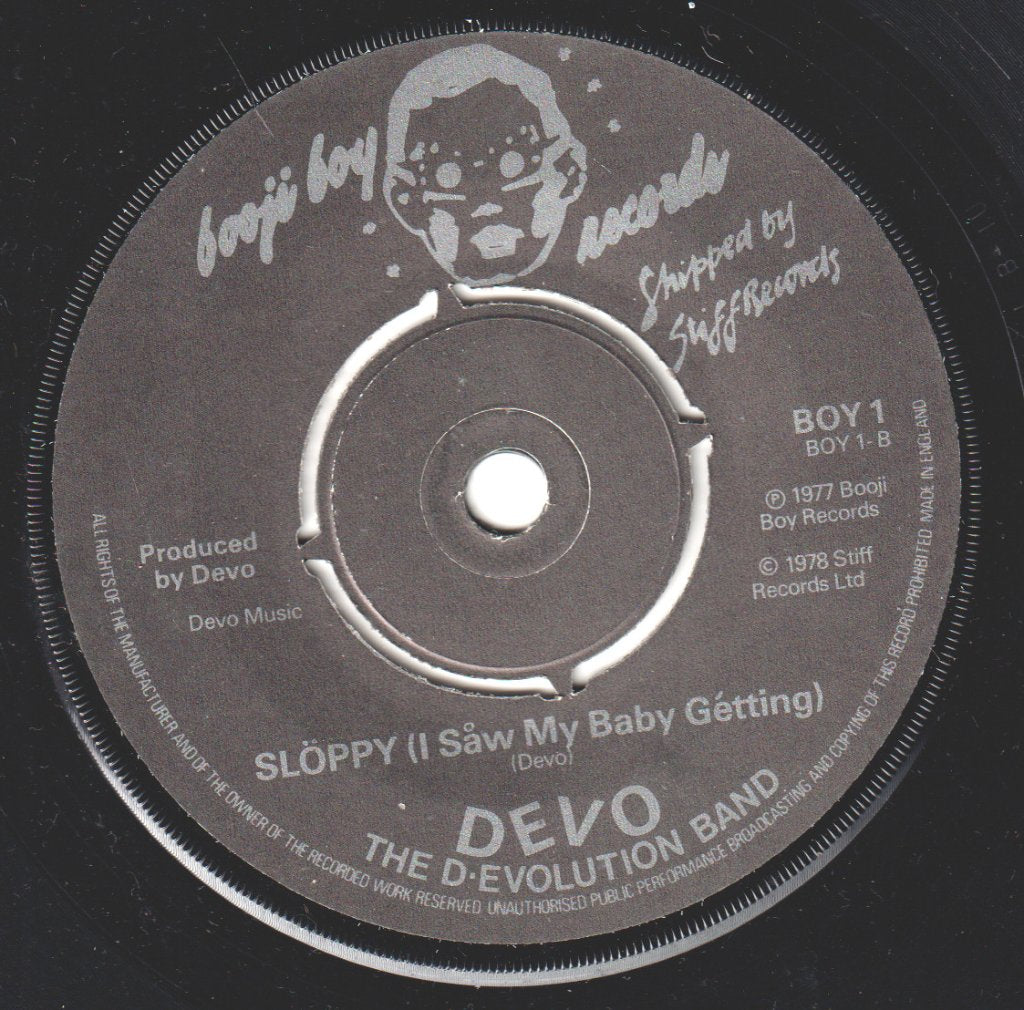 booji boy records
Shipped by
Stiff Records
BOY 1
BOY 1-B
℗ 1977 Booji
Boy Records
© 1978 Stiff
Records Ltd
Produced
by Devo
Devo Music
SLÖPPY (I Såw My Baby Gétting)
(Devo)
DEVO
THE D·EVOLUTION BAND
ALL RIGHTS OF THE MANUFACTURER AND OF THE OWNER OF THE RECORDED WORK RESERVED UNAUTHORISED PUBLIC PERFORMANCE BROADCASTING AND COPYING OF THIS RECORD PROHIBITED MADE IN ENGLAND